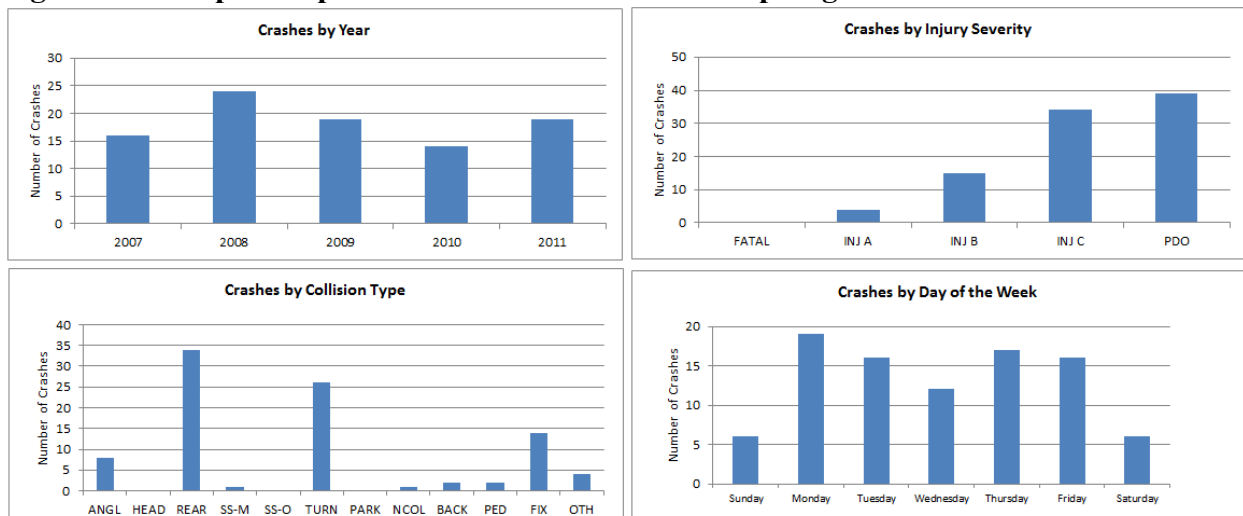 Crashes by Year
Number of Crashes
30
25
20
15
10
5
0
2007 2008 2009 2010 2011
Crashes by Injury Severity
Number of Crashes
50
40
30
20
10
0
FATAL INJ A INJ B INJ C PDO
Crashes by Collision Type
Number of Crashes
40
35
30
25
20
15
10
5
0
ANGL HEAD REAR SS-M SS-O TURN PARK NCOL BACK PED FIX OTH
Crashes by Day of the Week
Number of Crashes
20
15
10
5
0
Sunday Monday Tuesday Wednesday Thursday Friday Saturday